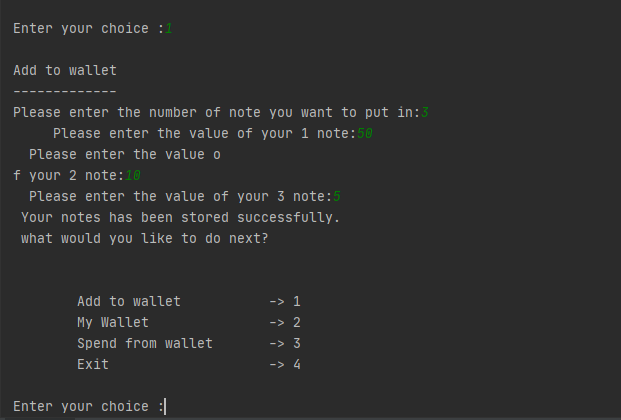 Enter your choice :1
Add to wallet
-------------
Please enter the number of note you want to put in:3
Please enter the value of your 1 note:50
Please enter the value o
f your 2 note:10
Please enter the value of your 3 note:5
Your notes has been stored successfully.
what would you like to do next?
Add to wallet -> 1
My Wallet -> 2
Spend from wallet -> 3
Exit -> 4
Enter your choice :